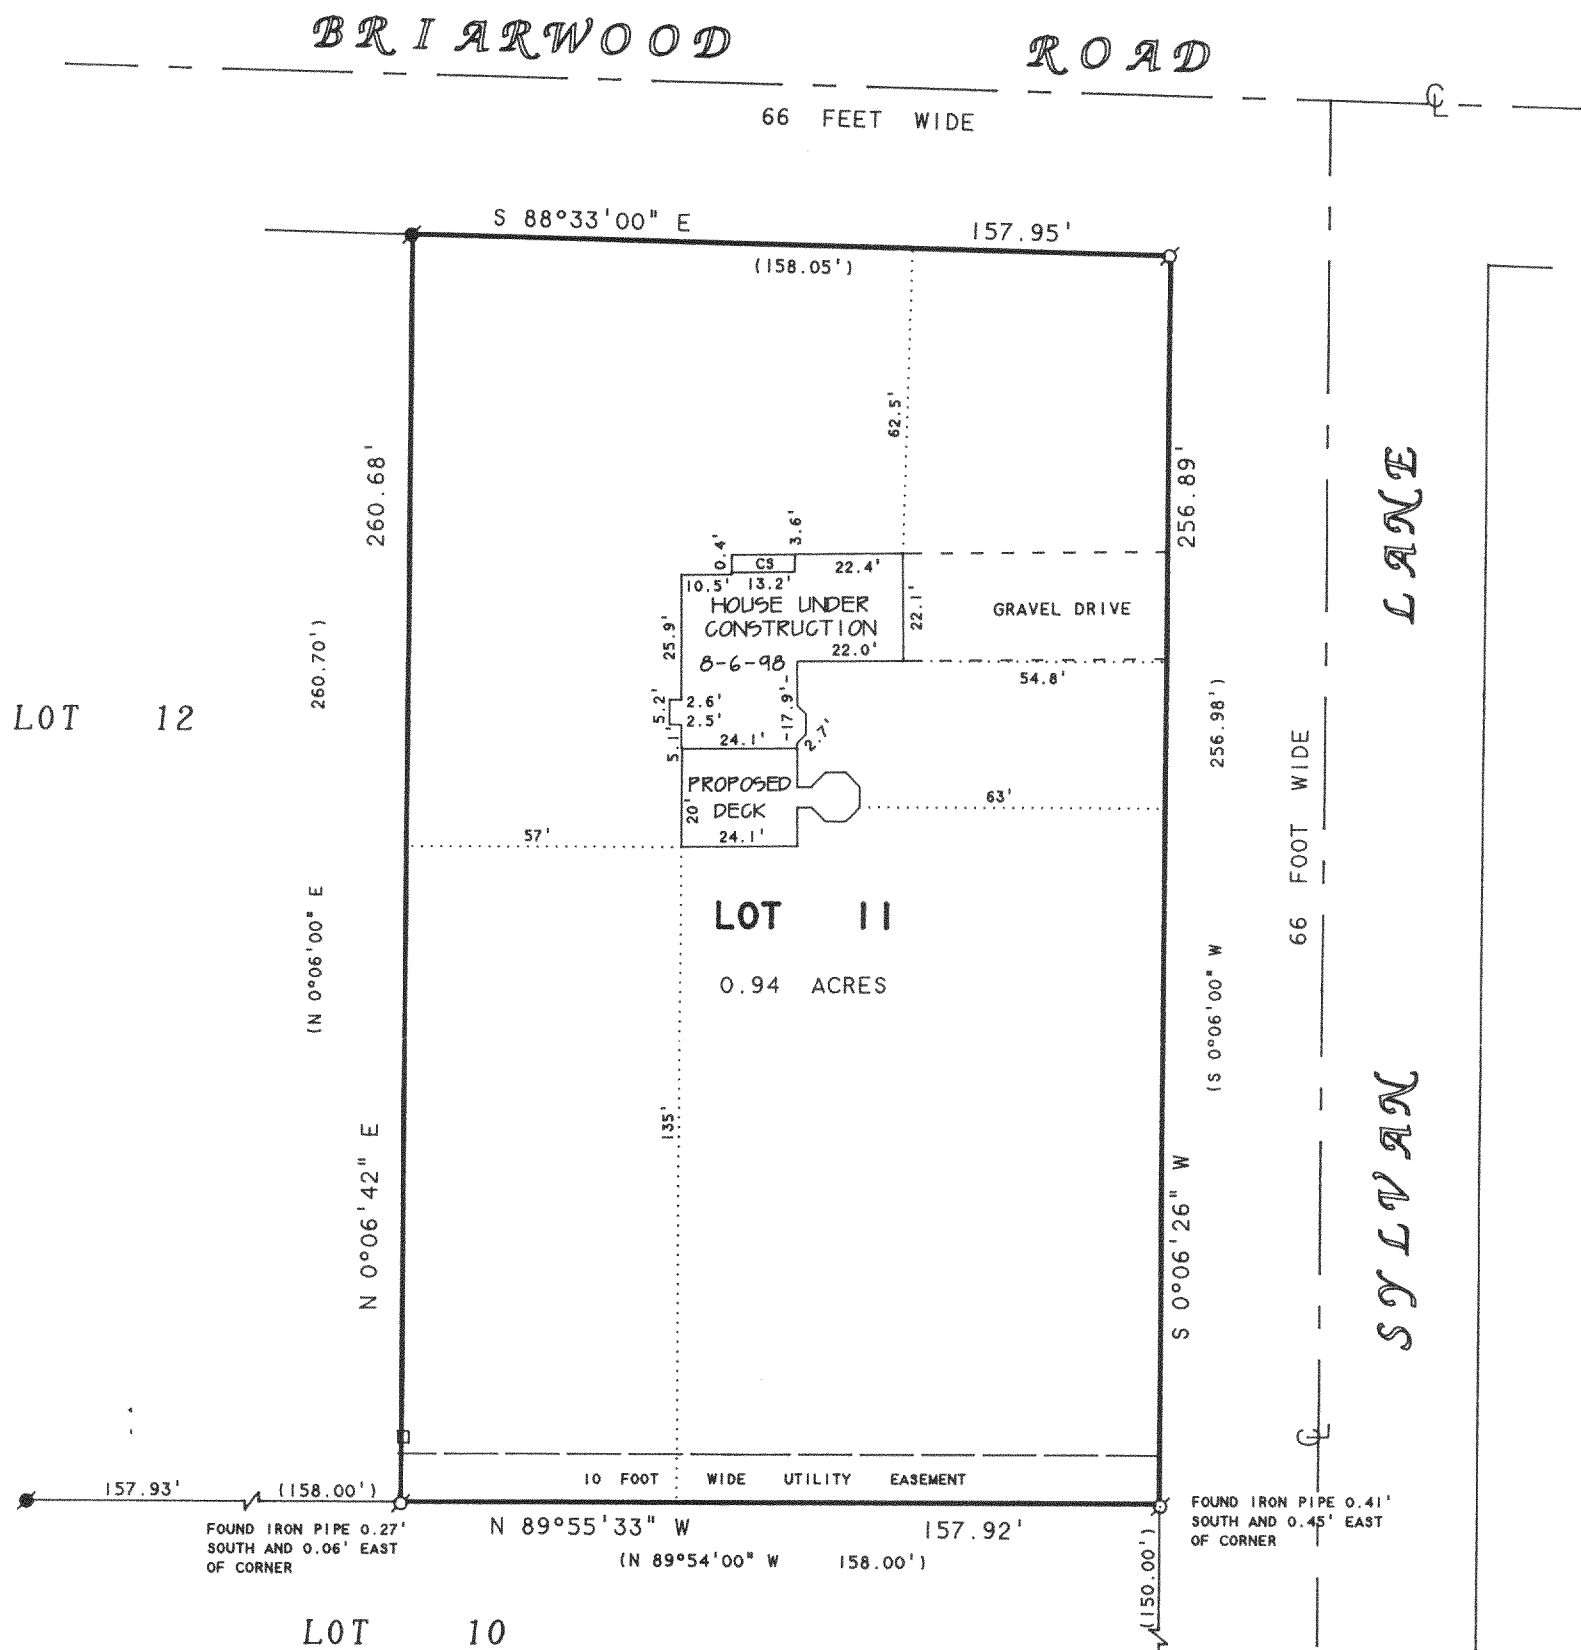 BRIARWOOD ROAD
CL
66 FEET WIDE
S 88°33'00" E 157.95'
(158.05')
62.5'
260.68'
256.89'
LANE
0.4'
3.6'
CS
22.4'
10.5'
13.2'
HOUSE UNDER
CONSTRUCTION
22.1'
GRAVEL DRIVE
25.9'
8-6-98
22.0'
54.8'
260.70')
256.98')
LOT 12
5.2'
2.6'
2.5'
-17.9'-
2.7'
5.1'
24.1'
PROPOSED
DECK
20'
24.1'
63'
57'
66 FOOT WIDE
LOT 11
0.94 ACRES
(N 0°06'00" E
(S 0°06'00" W
135'
N 0°06'42" E
S 0°06'26" W
SYLVAN
CL
10 FOOT WIDE UTILITY EASEMENT
157.93' (158.00')
FOUND IRON PIPE 0.27'
SOUTH AND 0.06' EAST
OF CORNER
N 89°55'33" W 157.92'
(N 89°54'00" W 158.00')
FOUND IRON PIPE 0.41'
SOUTH AND 0.45' EAST
OF CORNER
(150.00')
LOT 10